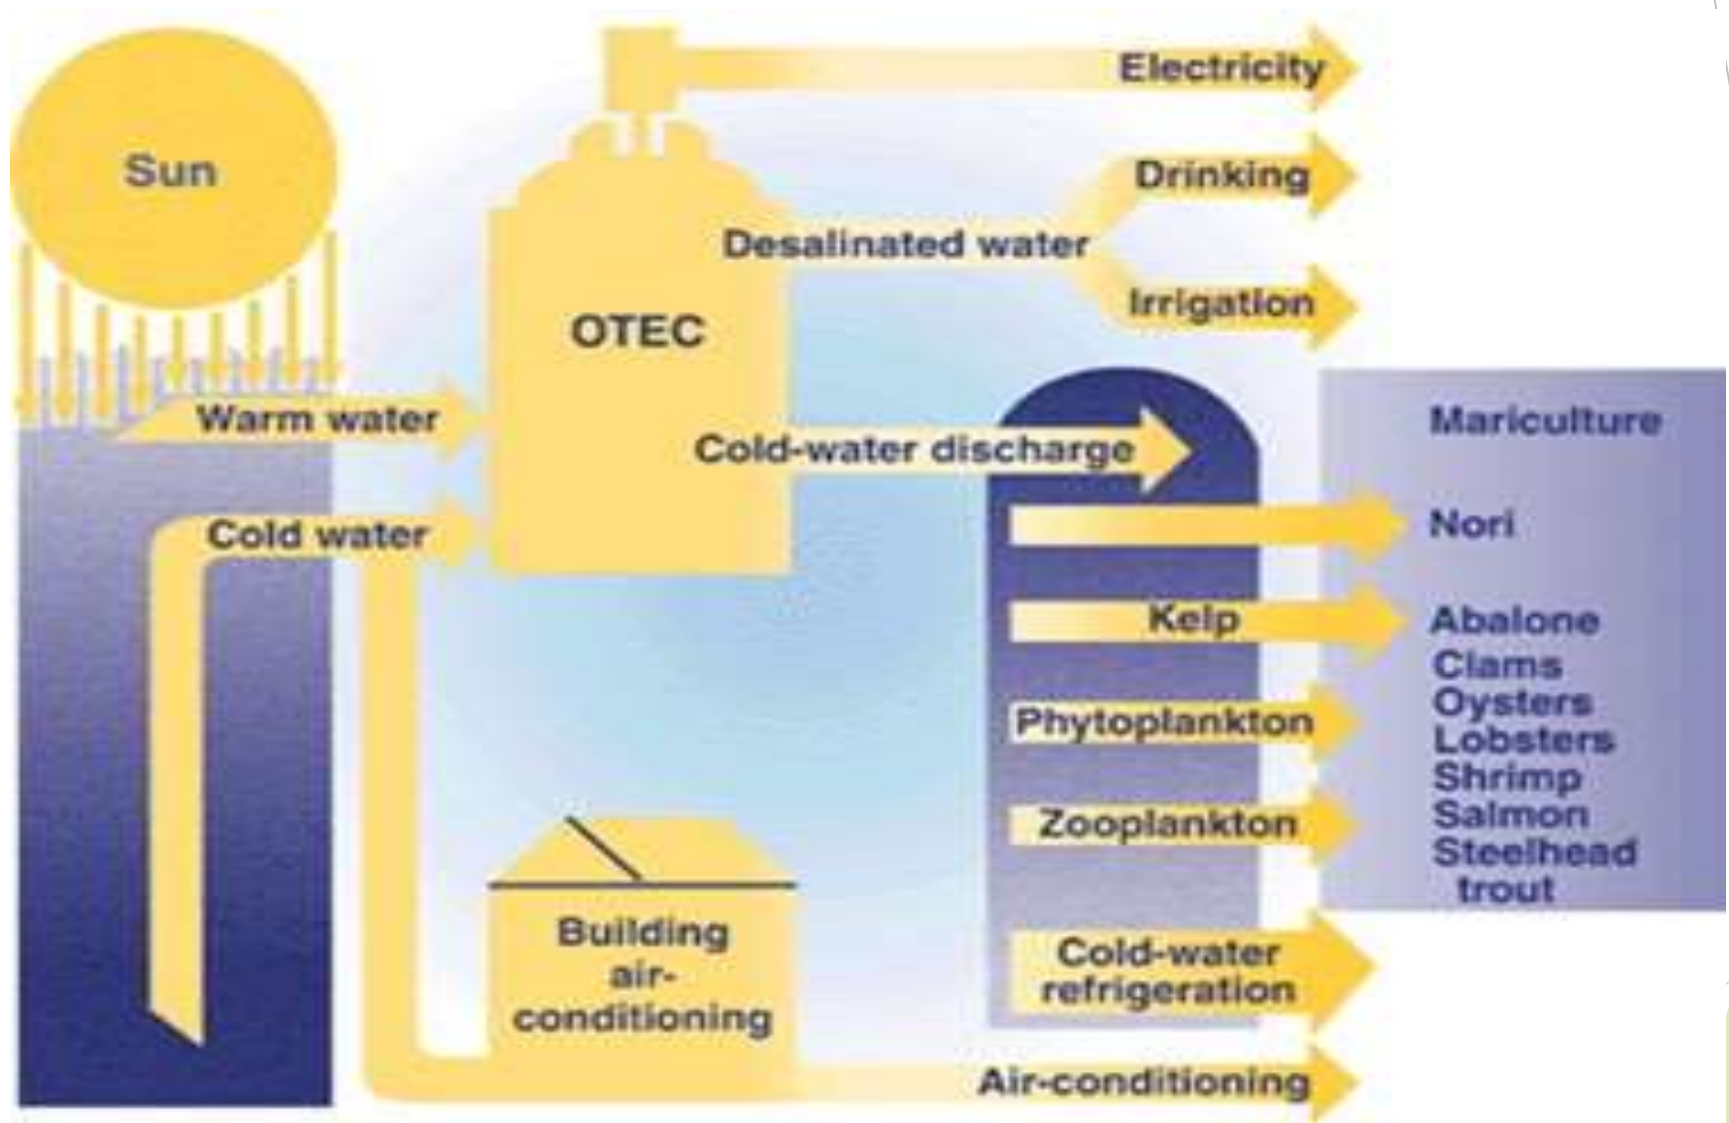 Sun
Electricity
Drinking
Desalinated water
Irrigation
OTEC
Warm water
Cold-water discharge
Cold water
Mariculture
Nori
Kelp
Abalone
Clams
Oysters
Lobsters
Shrimp
Salmon
Steelhead
trout
Phytoplankton
Zooplankton
Cold-water
refrigeration
Building
air-
conditioning
Air-conditioning